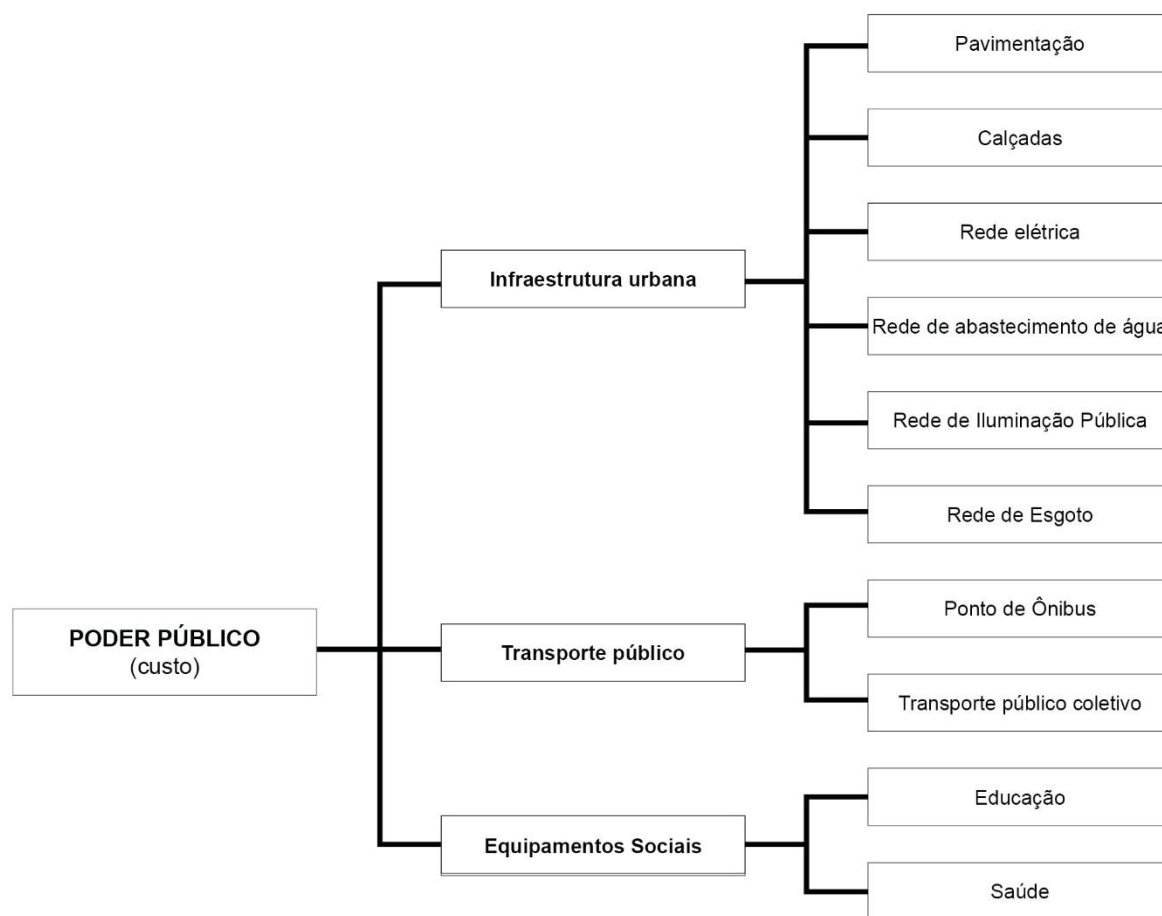 Pavimentação
Calçadas
Rede elétrica
Infraestrutura urbana
Rede de abastecimento de água
Rede de Iluminação Pública
Rede de Esgoto
Ponto de Ônibus
PODER PÚBLICO
(custo)
Transporte público
Transporte público coletivo
Educação
Equipamentos Sociais
Saúde